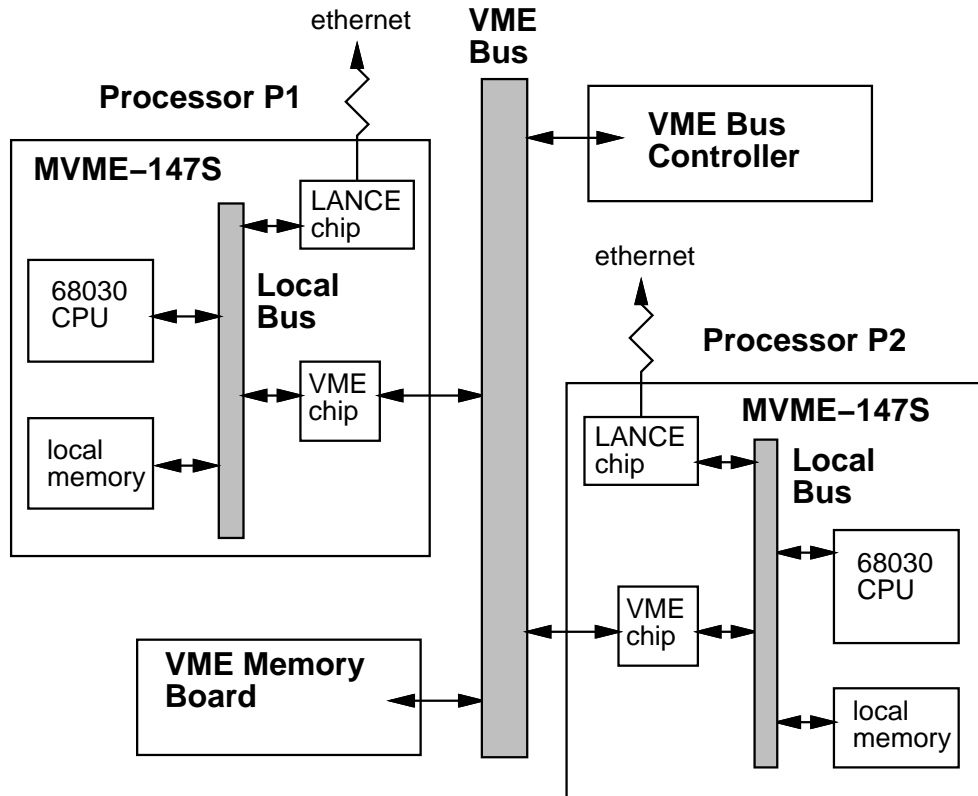 ethernet
VME
Bus
Processor P1
VME Bus
Controller
MVME–147S
LANCE
chip
68030
CPU
Local
Bus
VME
chip
local
memory
ethernet
Processor P2
MVME–147S
LANCE
chip
Local
Bus
68030
CPU
VME
chip
VME Memory
Board
local
memory